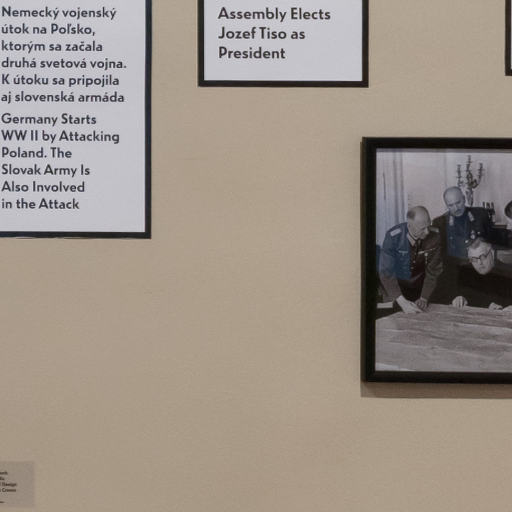 Nemecký vojenský
útok na Poľsko,
ktorým sa začala
druhá svetová vojna.
K útoku sa pripojila
aj slovenská armáda
Germany Starts
WW II by Attacking
Poland. The
Slovak Army Is
Also Involved
in the Attack
Assembly Elects
Jozef Tiso as
President